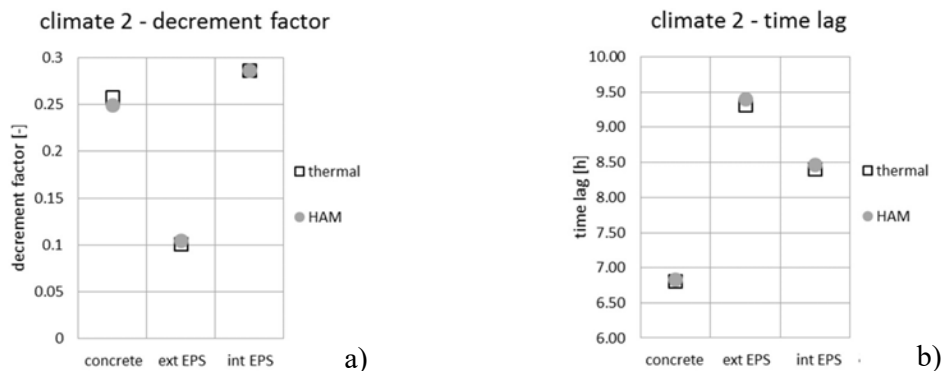 climate 2 - decrement factor
0.3
0.25
0.2
0.15
0.1
0.05
0
decrement factor [-]
concrete
ext EPS
int EPS
thermal
HAM
a)
climate 2 - time lag
10.00
9.50
9.00
8.50
8.00
7.50
7.00
6.50
6.00
time lag [h]
concrete
ext EPS
int EPS
thermal
HAM
b)